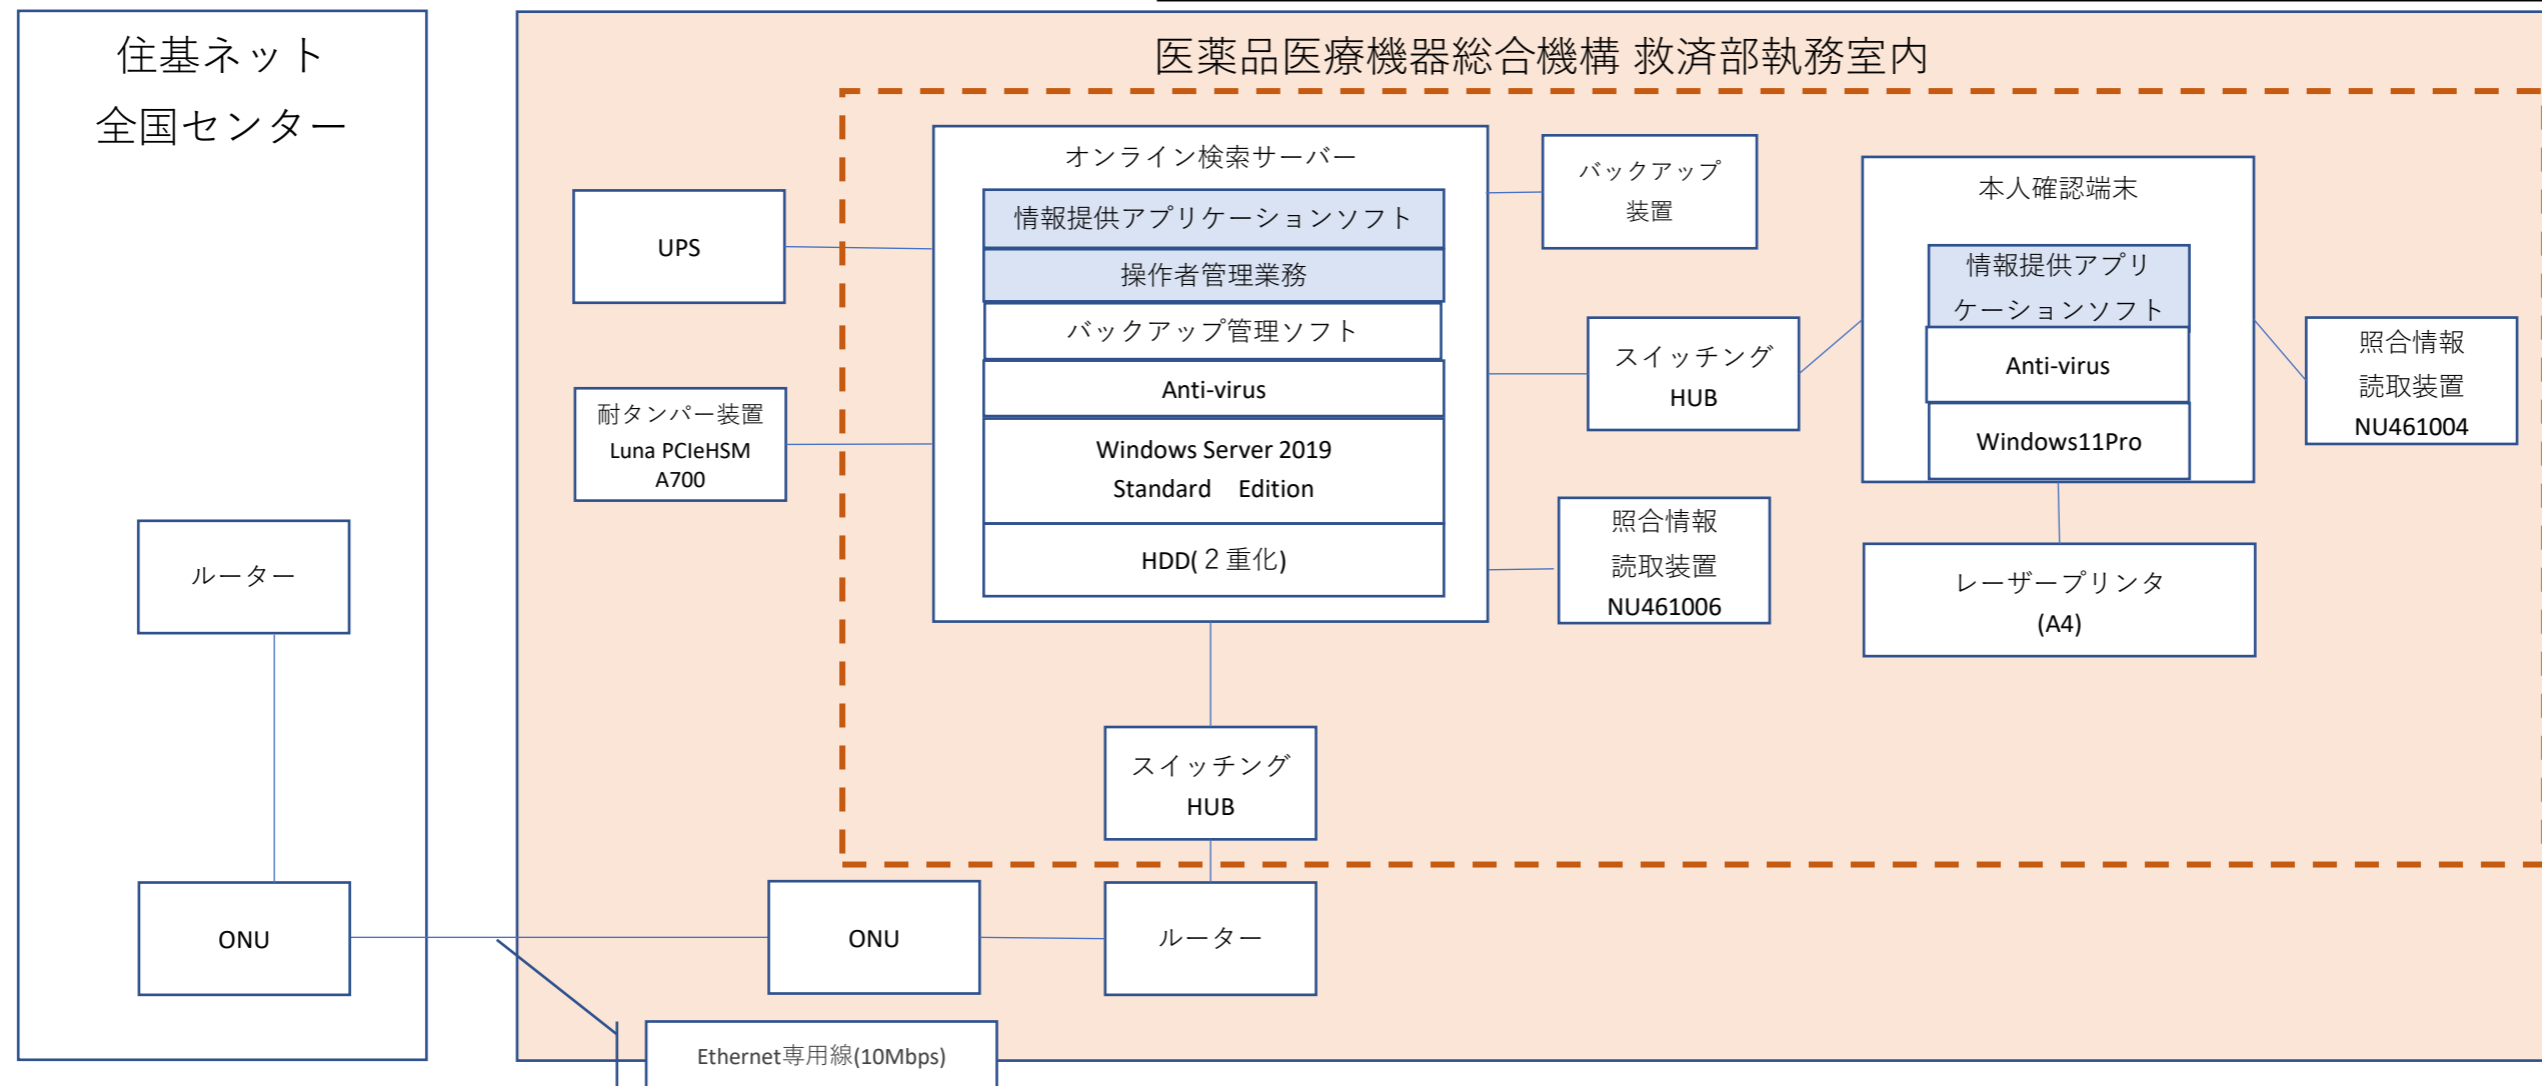 住基ネット
全国センター
ルーター
ONU
医薬品医療機器総合機構 救済部執務室内
UPS
耐タンパー装置
Luna PCIeHSM
A700
オンライン検索サーバー
情報提供アプリケーションソフト
操作者管理業務
バックアップ管理ソフト
Anti-virus
Windows Server 2019
Standard　Edition
HDD(２重化)
バックアップ
装置
スイッチング
HUB
照合情報
読取装置
NU461006
本人確認端末
情報提供アプリ
ケーションソフト
Anti-virus
Windows11Pro
照合情報
読取装置
NU461004
レーザープリンタ
(A4)
スイッチング
HUB
ONU
ルーター
Ethernet専用線(10Mbps)